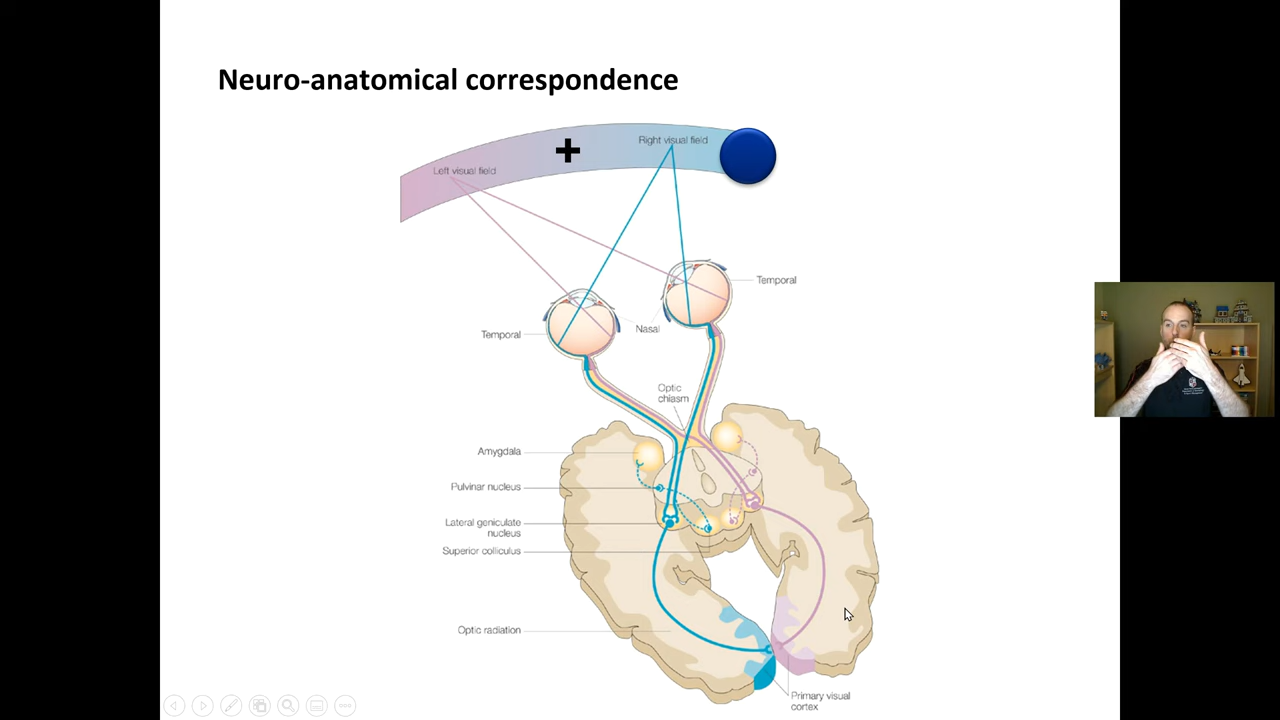 Neuro-anatomical correspondence
Right visual field
Left visual field
Temporal
Nasal
Temporal
Optic
chiasm
Amygdala
Pulvinar nucleus
Lateral geniculate
nucleus
Superior colliculus
Optic radiation
Primary visual
cortex